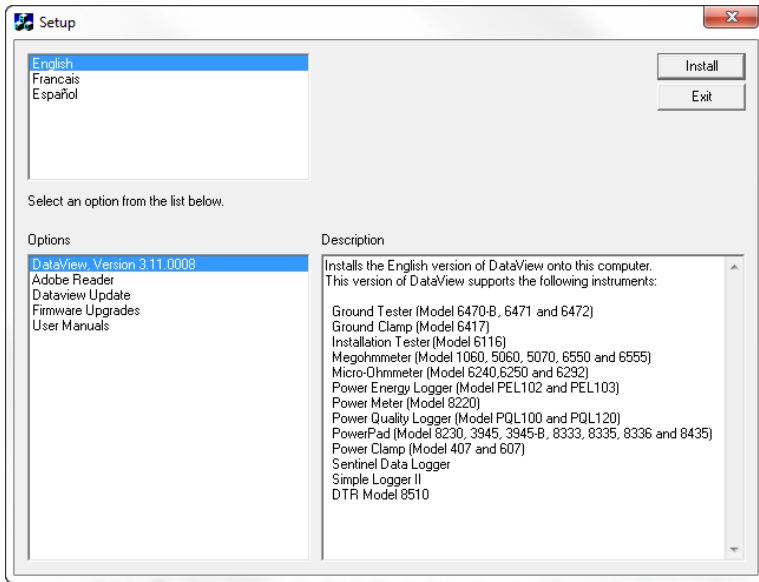 Setup
English
Francais
Español
Install
Exit
Select an option from the list below.
Options
Description
DataView, Version 3.11.0008
Adobe Reader
Dataview Update
Firmware Upgrades
User Manuals
Installs the English version of DataView onto this computer.
This version of DataView supports the following instruments:
Ground Tester (Model 6470-B, 6471 and 6472)
Ground Clamp (Model 6417)
Installation Tester (Model 6116)
Megohmmeter (Model 1060, 5060, 5070, 6550 and 6555)
Micro-Ohmmeter (Model 6240,6250 and 6292)
Power Energy Logger (Model PEL102 and PEL103)
Power Meter (Model 8220)
Power Quality Logger (Model PQL100 and PQL120)
PowerPad (Model 8230, 3945, 3945-B, 8333, 8335, 8336 and 8435)
Power Clamp (Model 407 and 607)
Sentinel Data Logger
Simple Logger II
DTR Model 8510